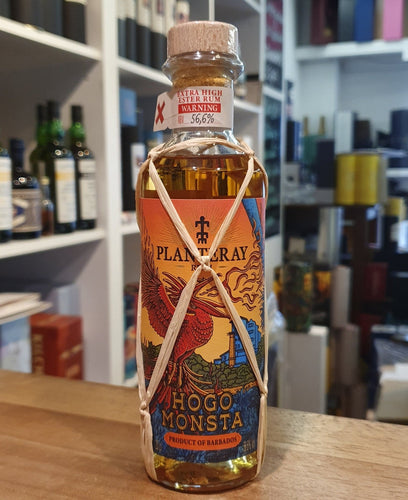 EXTRA HIGH
ESTER RUM
WARNING
56,6%
PLANTERAY
HOGO
MONSTA
PRODUCT OF BARBADOS